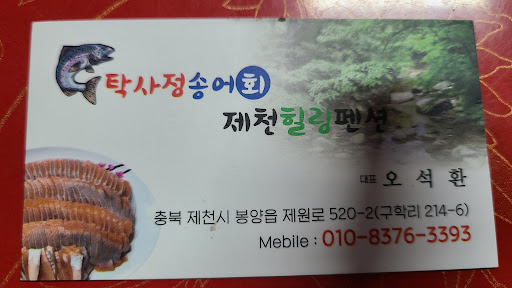 탁사정송어회
제천힐링펜션
대표 오석환
충북 제천시 봉양읍 제원로 520-2(구학리 214-6)
Mebile : 010-8376-3393